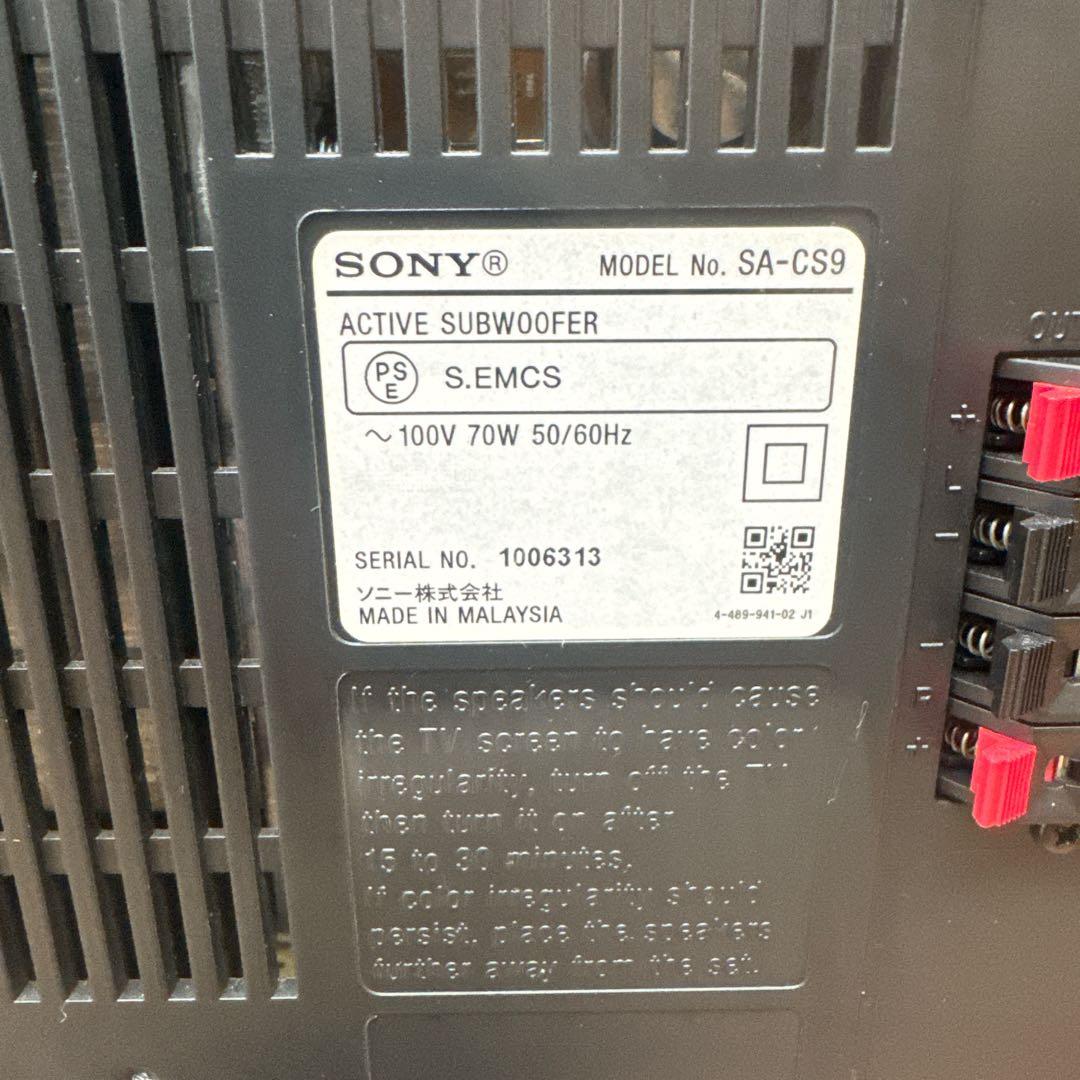 SONY® MODEL No. SA-CS9
ACTIVE SUBWOOFER
PS
E
S.EMCS
~100V 70W 50/60Hz
SERIAL NO. 1006313
ソニー株式会社
MADE IN MALAYSIA
4-489-941-02 J1
+
L
−
−
R
+
If the speakers should cause
the TV screen to have color
irregularity, turn off the TV
then turn it on after
15 to 30 minutes.
If color irregularity should
persist, place the speakers
further away from the set.